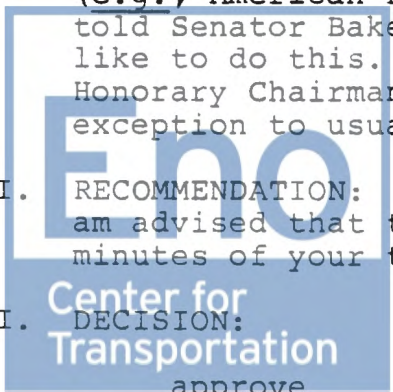 (e.g., American
told Senator Bake
like to do this.
Honorary Chairman
exception to usua
Eno
I. RECOMMENDATION:
am advised that t
minutes of your t
Center for
I. DECISION:
Transportation
approve